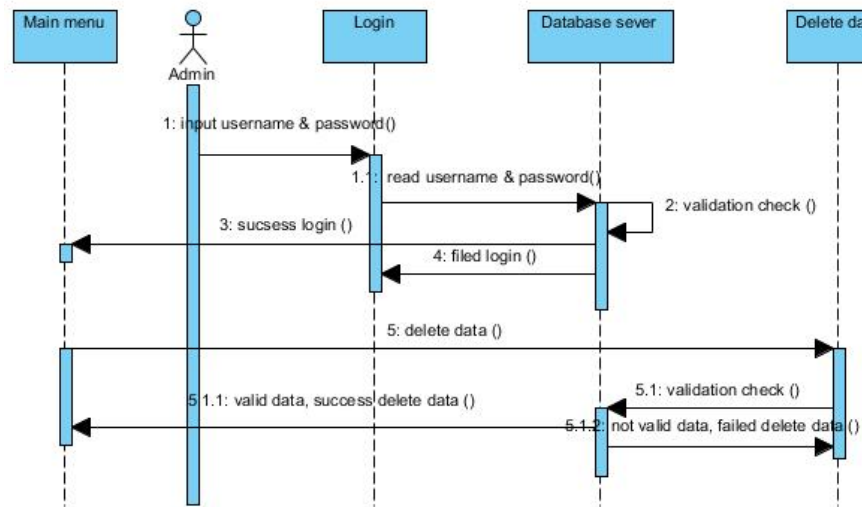 Main menu
Admin
Login
Database sever
Delete da
1: input username & password()
1.1: read username & password()
2: validation check ()
3: sucsess login ()
4: filed login ()
5: delete data ()
5.1: validation check ()
5.1.1: valid data, success delete data ()
5.1.2: not valid data, failed delete data ()